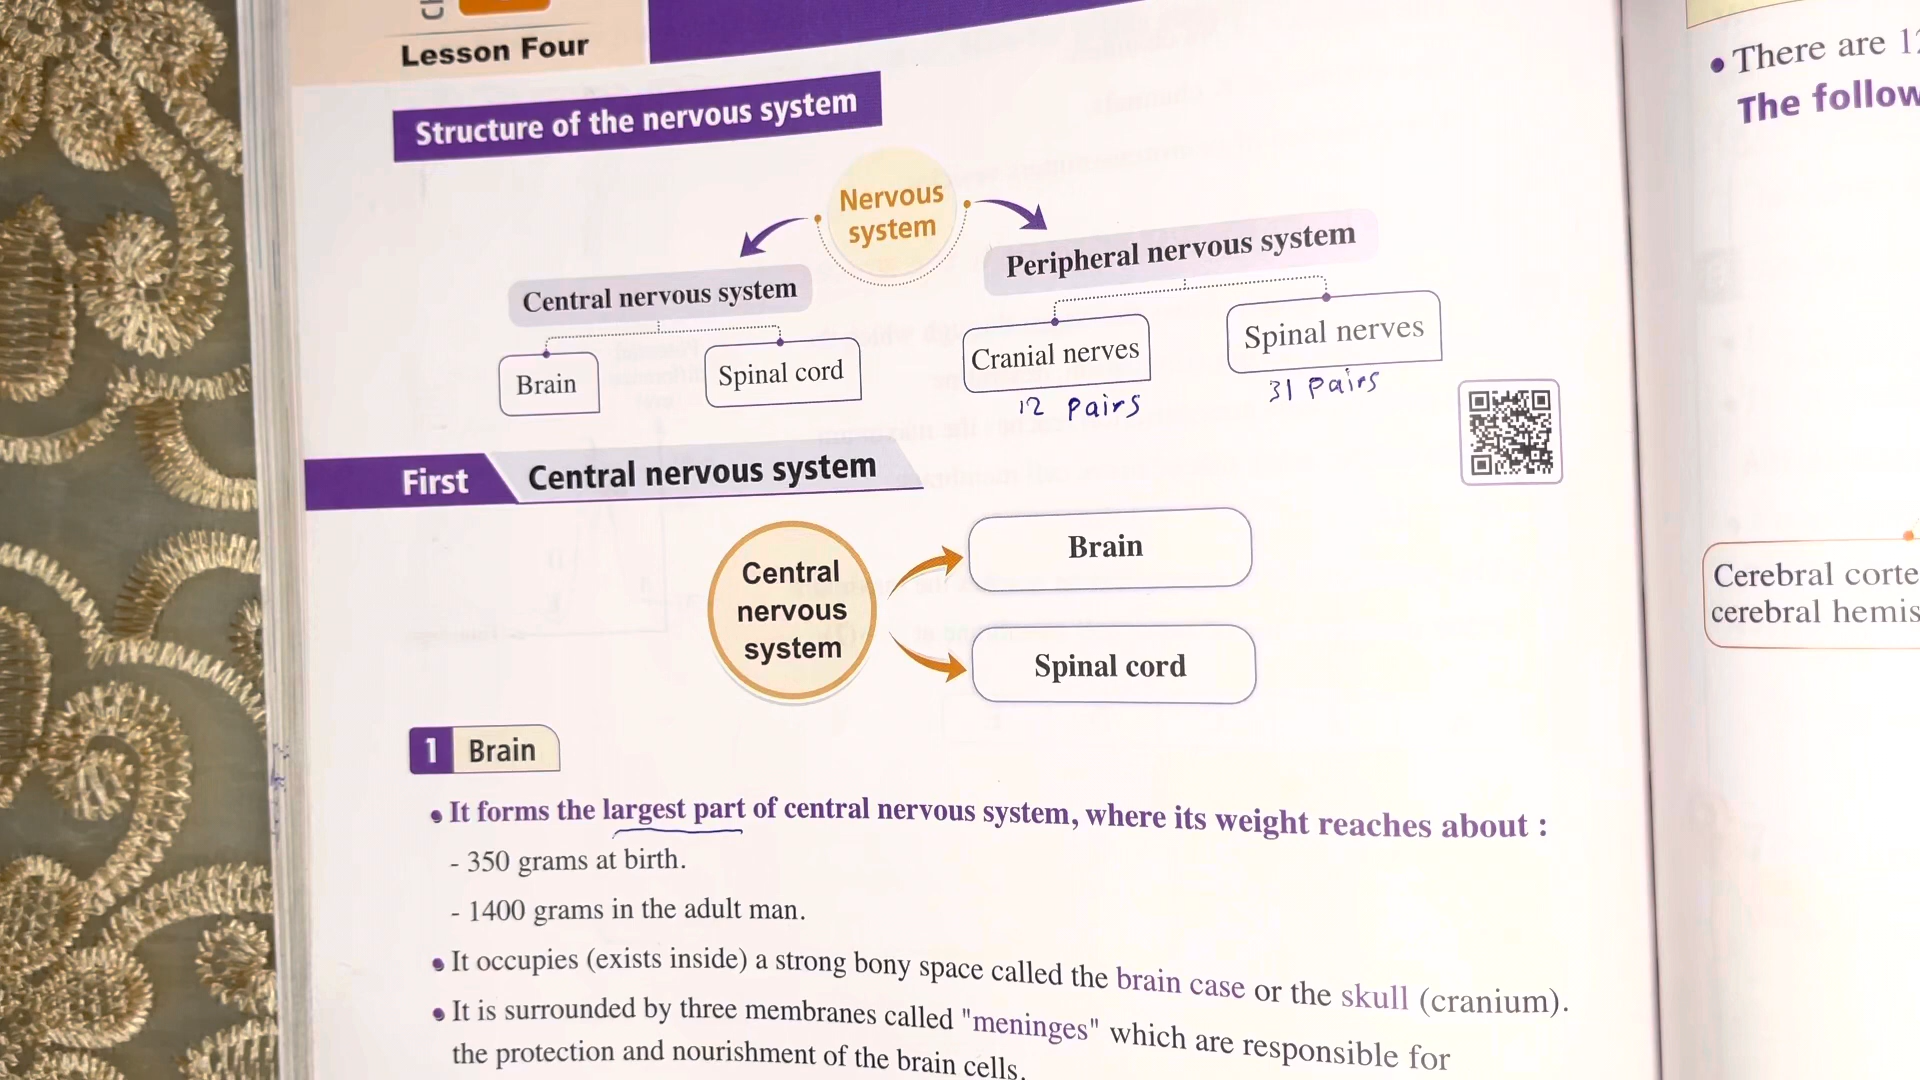 Lesson Four
Structure of the nervous system
Nervous
system
Central nervous system
Peripheral nervous system
Brain
Spinal cord
Cranial nerves
Spinal nerves
12 pairs
31 pairs
First
Central nervous system
Central
nervous
system
Brain
Spinal cord
1 Brain
• It forms the largest part of central nervous system, where its weight reaches about :
- 350 grams at birth.
- 1400 grams in the adult man.
• It occupies (exists inside) a strong bony space called the brain case or the skull (cranium).
• It is surrounded by three membranes called "meninges" which are responsible for
the protection and nourishment of the brain cells.
• There are
The
Cerebral
cerebral